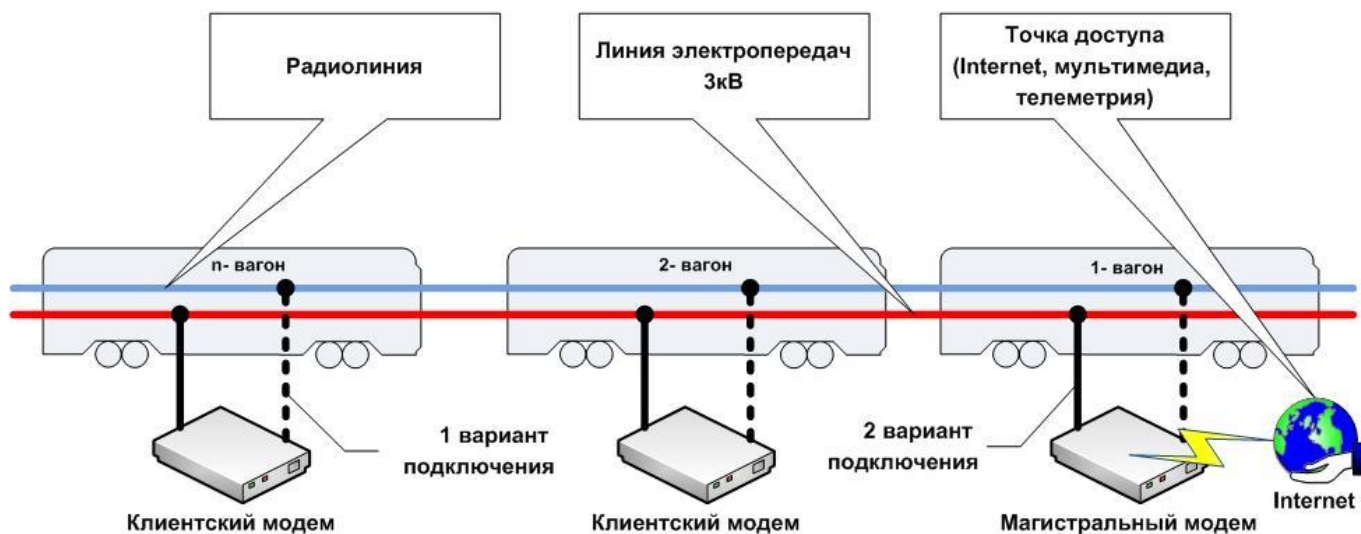 Радиолиния
Линия электропередач
3кВ
Точка доступа
(Internet, мультимедиа,
телеметрия)
n- вагон
2- вагон
1- вагон
1 вариант
подключения
2 вариант
подключения
Клиентский модем
Клиентский модем
Магистральный модем
Internet